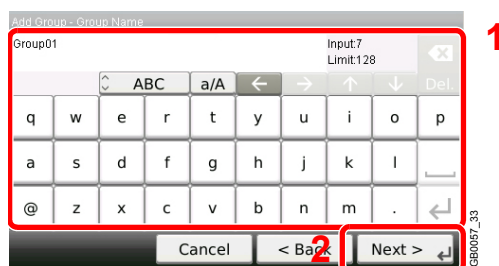 Add Group - Group Name
1
Group01
Input:7
Limit:128
ABC a/A ← → ↑ ↓ Del.
q w e r t y u i o p
a s d f g h j k l
@ z x c v b n m .
Cancel < Back 2 Next >
GB0057_33